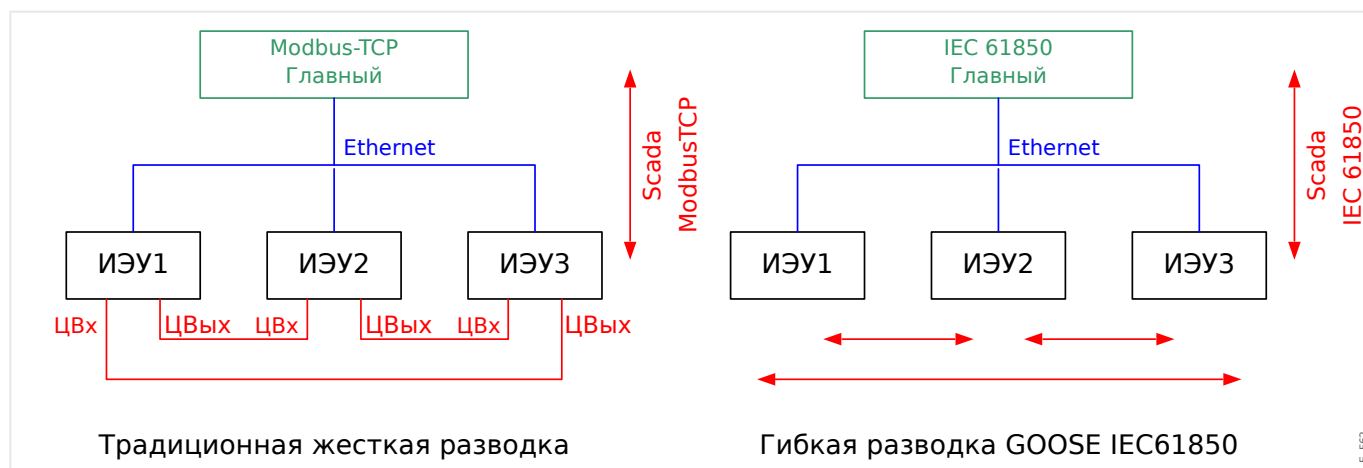 Modbus-TCP
Главный
Ethernet
Scada
ModbusTCP
ИЭУ1
ИЭУ2
ИЭУ3
ЦВх
ЦВых
ЦВх
ЦВых
ЦВх
ЦВых
Традиционная жесткая разводка
IEC 61850
Главный
Ethernet
Scada
IEC 61850
ИЭУ1
ИЭУ2
ИЭУ3
Гибкая разводка GOOSE IEC61850